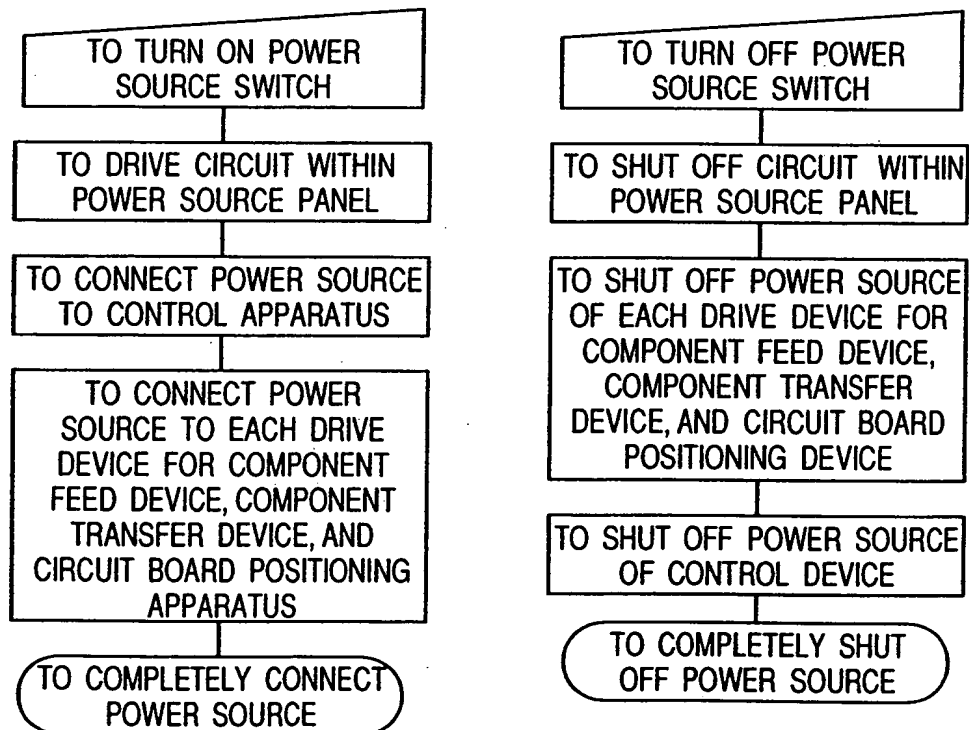 TO TURN ON POWER
SOURCE SWITCH
TO DRIVE CIRCUIT WITHIN
POWER SOURCE PANEL
TO CONNECT POWER SOURCE
TO CONTROL APPARATUS
TO CONNECT POWER
SOURCE TO EACH DRIVE
DEVICE FOR COMPONENT
FEED DEVICE, COMPONENT
TRANSFER DEVICE, AND
CIRCUIT BOARD POSITIONING
APPARATUS
TO COMPLETELY CONNECT
POWER SOURCE
TO TURN OFF POWER
SOURCE SWITCH
TO SHUT OFF CIRCUIT WITHIN
POWER SOURCE PANEL
TO SHUT OFF POWER SOURCE
OF EACH DRIVE DEVICE FOR
COMPONENT FEED DEVICE,
COMPONENT TRANSFER
DEVICE, AND CIRCUIT BOARD
POSITIONING DEVICE
TO SHUT OFF POWER SOURCE
OF CONTROL DEVICE
TO COMPLETELY SHUT
OFF POWER SOURCE